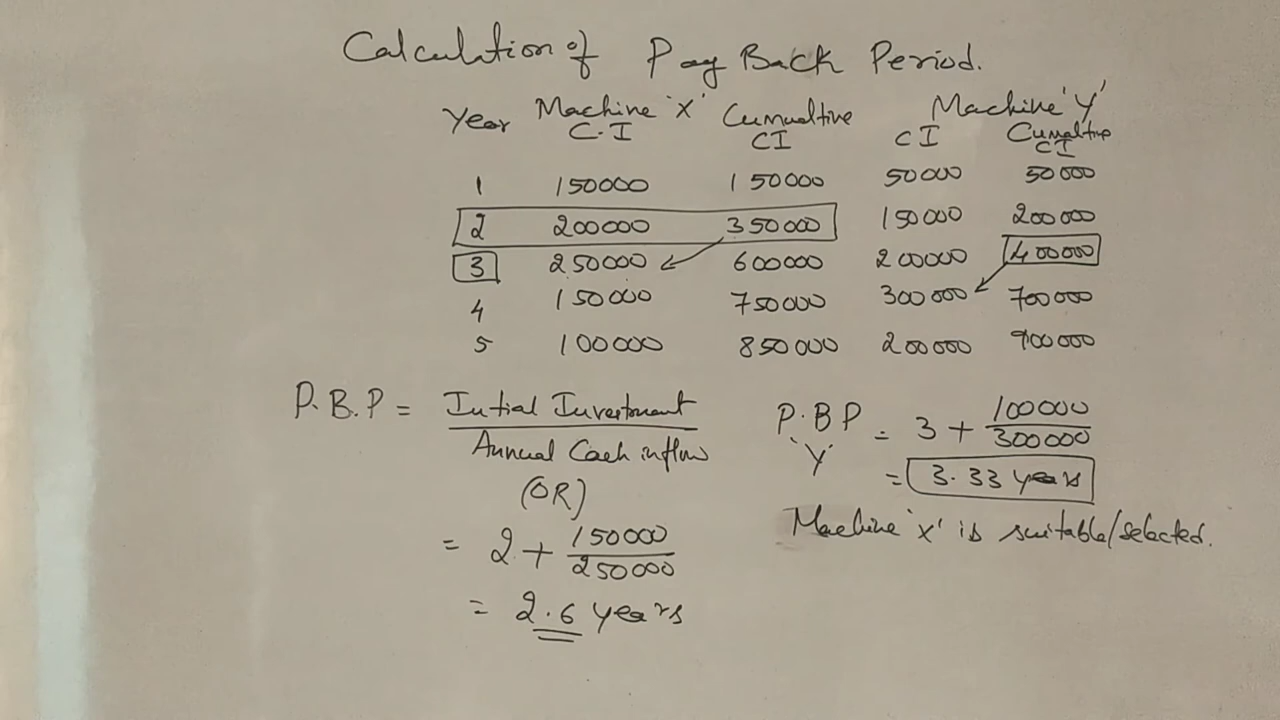 Calculation of Pay Back Period.
Year Machine 'X' Cumualtive Machine 'Y'
C.I CI CI Cumaltive CI
1 150000 150000 50000 50000
2 200000 350000 150000 200000
3 250000 600000 200000 400000
4 150000 750000 300000 700000
5 100000 850000 200000 900000
P.B.P = Initial Investment
Annual Cash inflow
(OR)
= 2 + 150000
250000
= 2.6 years
P.B.P 'Y' = 3 + 100000
300000
= 3.33 years
Machine 'X' is suitable/selected.